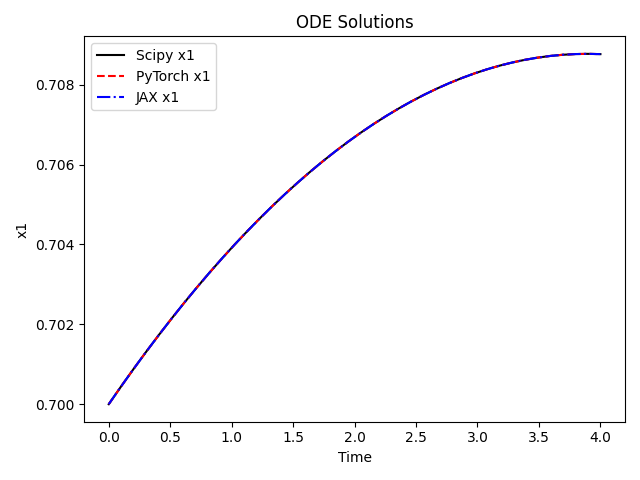 ODE Solutions
Scipy x1
PyTorch x1
JAX x1
0.708
0.706
0.704
0.702
0.700
x1
0.0 0.5 1.0 1.5 2.0 2.5 3.0 3.5 4.0
Time